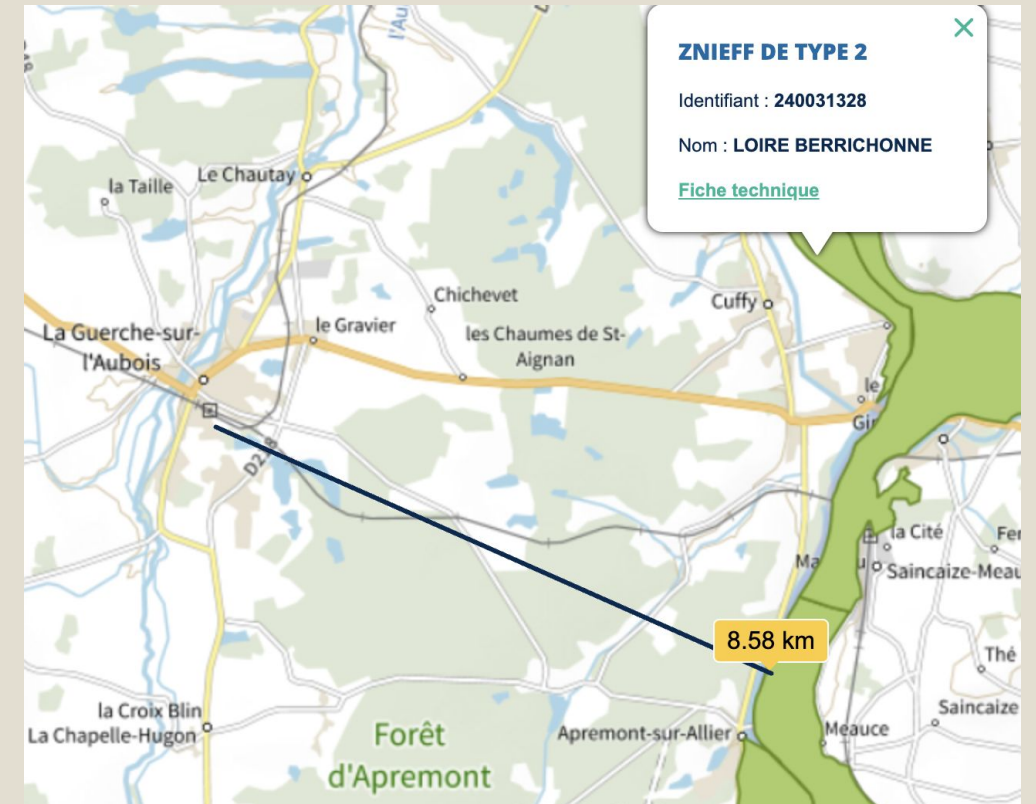 l'Au
ZNIEFF DE TYPE 2
Identifiant : 240031328
Nom : LOIRE BERRICHONNE
Fiche technique
Le Chautay
la Taille
Chichevet
Cuffy
le Gravier
La Guerche-sur-
l'Aubois
les Chaumes de St-
Aignan
le
la Cité
Saincaize-Meau
8.58 km
Thé
la Croix Blin
La Chapelle-Hugon
Forêt
d'Apremont
Apremont-sur-Allier
Meauce
Saincaize